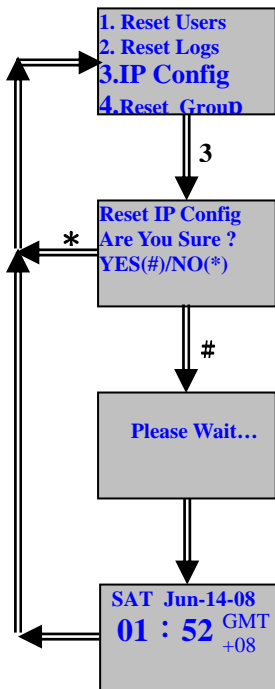 1. Reset Users
2. Reset Logs
3.IP Config
4.Reset Group
3
Reset IP Config
Are You Sure ?
YES(#)/NO(*)
*
#
Please Wait…
SAT Jun-14-08
01 : 52 GMT +08